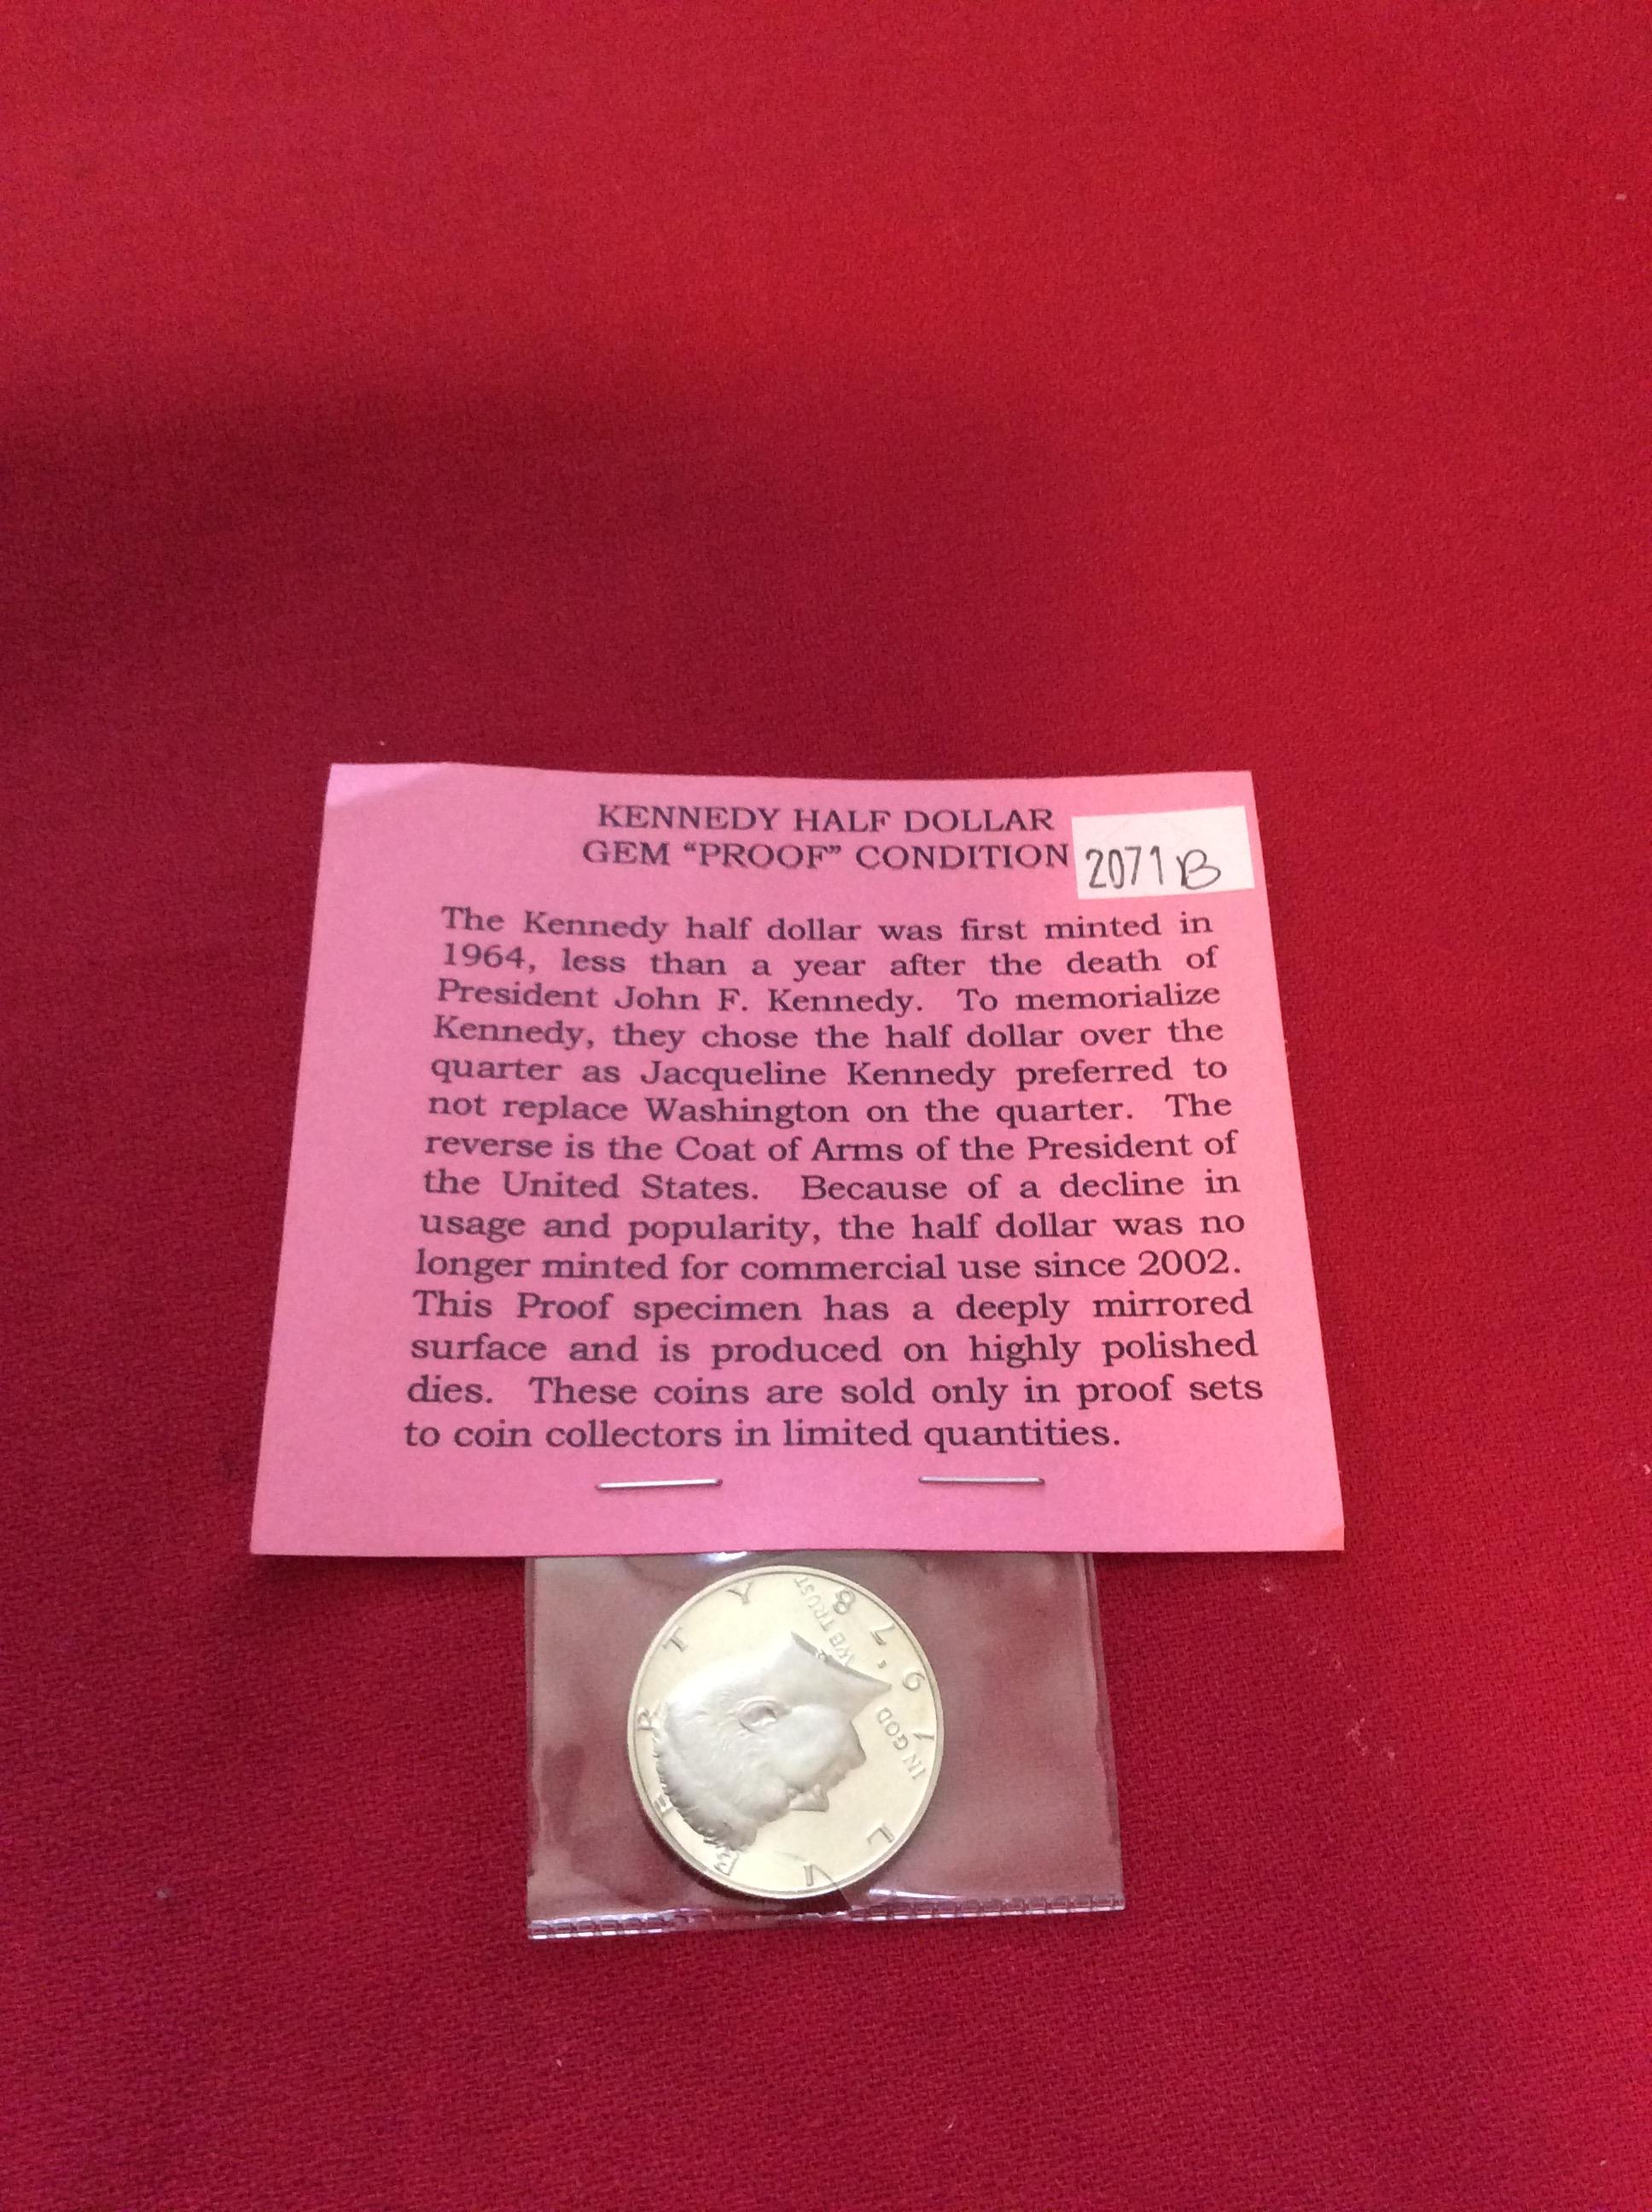 KENNEDY HALF DOLLAR
GEM “PROOF” CONDITION
2071 B
The Kennedy half dollar was first minted in
1964, less than a year after the death of
President John F. Kennedy. To memorialize
Kennedy, they chose the half dollar over the
quarter as Jacqueline Kennedy preferred to
not replace Washington on the quarter. The
reverse is the Coat of Arms of the President of
the United States. Because of a decline in
usage and popularity, the half dollar was no
longer minted for commercial use since 2002.
This Proof specimen has a deeply mirrored
surface and is produced on highly polished
dies. These coins are sold only in proof sets
to coin collectors in limited quantities.
LIBERTY
IN GOD WE TRUST
1978